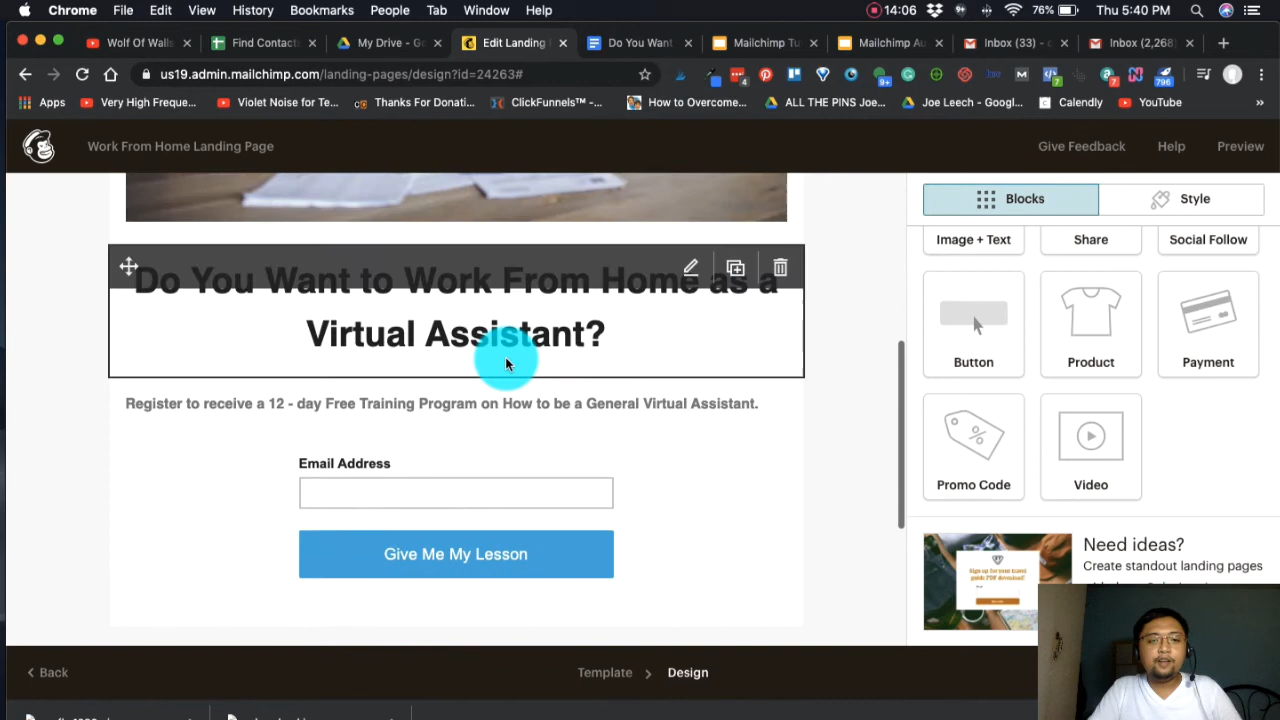 Chrome File Edit View History Bookmarks People Tab Window Help 14:06 76% Thu 5:40 PM
Wolf Of Walls Find Contact My Drive - G Edit Landing Do You Want Mailchimp Tu Mailchimp Au Inbox (33) - c Inbox (2,268)
us19.admin.mailchimp.com/landing-pages/design?id=24263#
Apps Very High Freque... Violet Noise for Te... Thanks For Donati... ClickFunnels™ -... How to Overcome... ALL THE PINS Joe... Joe Leech - Googl... Calendly YouTube
Work From Home Landing Page Give Feedback Help Preview
Blocks Style
Image + Text Share Social Follow
Do You Want to Work From Home as a
Virtual Assistant?
Button Product Payment
Register to receive a 12 - day Free Training Program on How to be a General Virtual Assistant.
Email Address
Promo Code Video
Give Me My Lesson
Need ideas?
Create standout landing pages
Back Template Design